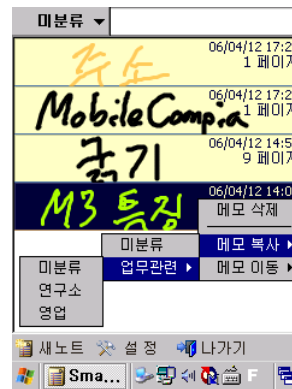 미분류
주소
06/04/12 17:2
1 페이지
MobileCompia
06/04/12 17:2
1 페이지
굵기
06/04/12 14:5
9 페이지
M3 특징
06/04/12 14:0
메모 삭제
미분류
메모 복사
미분류
업무관련
메모 이동
연구소
영업
새노트
설정
나가기
Sma...
F